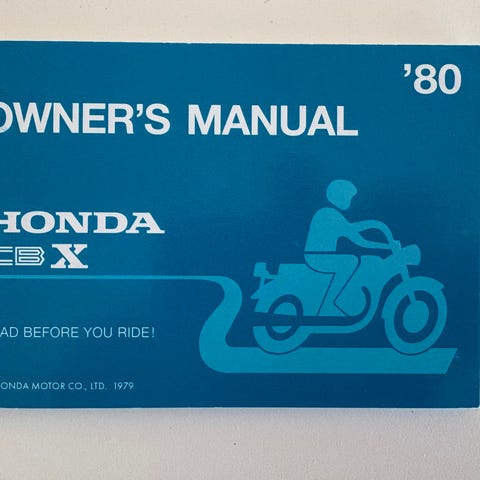 '80
OWNER'S MANUAL
HONDA
CB X
AD BEFORE YOU RIDE!
ONDA MOTOR CO., LTD. 1979